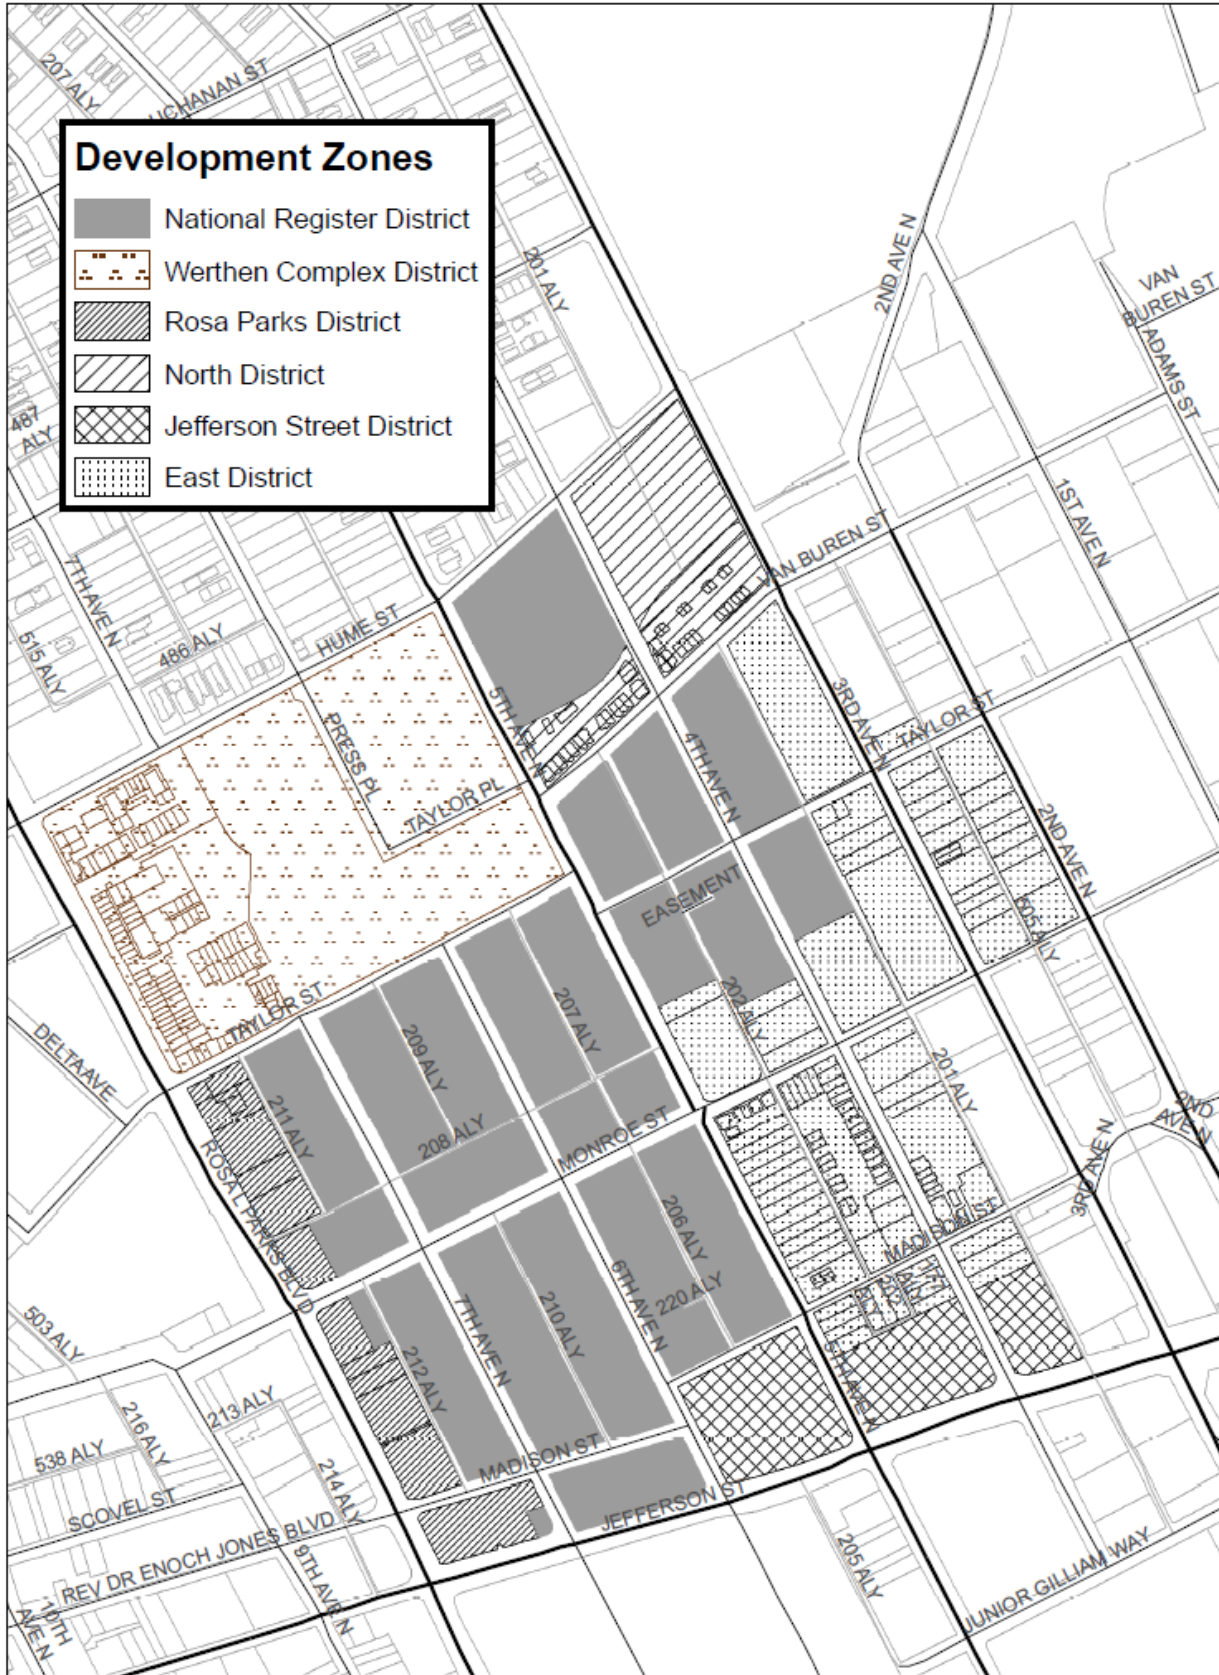 207 ALY
UCHANAN ST
Development Zones
National Register District
Werthen Complex District
Rosa Parks District
North District
Jefferson Street District
East District
201 ALY
2ND AVE N
VAN
BUREN ST
ADAMS ST
487
ALY
1ST AVE N
VAN BUREN ST
7TH AVE N
515 ALY
486 ALY
HUME ST
5TH AVE N
PRESS PL
TAYLOR PL
4TH AVE N
3RD AVE N
TAYLOR ST
2ND AVE N
EASEMENT
605 ALY
202 ALY
207 ALY
209 ALY
TAYLOR ST
DELTA AVE
211 ALY
208 ALY
MONROE ST
201 ALY
2ND
AVE N
3RD AVE N
ROSA L PARKS BLVD
206 ALY
MADISON ST
6TH AVE N
220 ALY
210 ALY
7TH AVE N
212 ALY
5TH AVE N
503 ALY
213 ALY
216 ALY
538 ALY
214 ALY
MADISON ST
JEFFERSON ST
SCOVEL ST
REV DR ENOCH JONES BLVD
9TH AVE N
205 ALY
JUNIOR GILLIAM WAY
10TH
AVE N